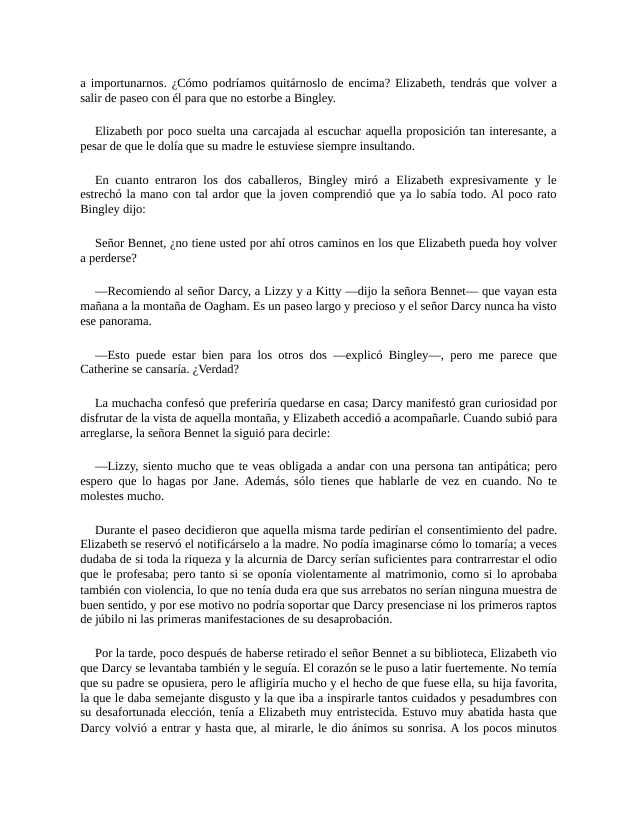 a importunarnos. ¿Cómo podríamos quitárnoslo de encima? Elizabeth, tendrás que volver a
salir de paseo con él para que no estorbe a Bingley.
Elizabeth por poco suelta una carcajada al escuchar aquella proposición tan interesante, a
pesar de que le dolía que su madre le estuviese siempre insultando.
En cuanto entraron los dos caballeros, Bingley miró a Elizabeth expresivamente y le
estrechó la mano con tal ardor que la joven comprendió que ya lo sabía todo. Al poco rato
Bingley dijo:
Señor Bennet, ¿no tiene usted por ahí otros caminos en los que Elizabeth pueda hoy volver
a perderse?
—Recomiendo al señor Darcy, a Lizzy y a Kitty —dijo la señora Bennet— que vayan esta
mañana a la montaña de Oagham. Es un paseo largo y precioso y el señor Darcy nunca ha visto
ese panorama.
—Esto puede estar bien para los otros dos —explicó Bingley—, pero me parece que
Catherine se cansaría. ¿Verdad?
La muchacha confesó que preferiría quedarse en casa; Darcy manifestó gran curiosidad por
disfrutar de la vista de aquella montaña, y Elizabeth accedió a acompañarle. Cuando subió para
arreglarse, la señora Bennet la siguió para decirle:
—Lizzy, siento mucho que te veas obligada a andar con una persona tan antipática; pero
espero que lo hagas por Jane. Además, sólo tienes que hablarle de vez en cuando. No te
molestes mucho.
Durante el paseo decidieron que aquella misma tarde pedirían el consentimiento del padre.
Elizabeth se reservó el notificárselo a la madre. No podía imaginarse cómo lo tomaría; a veces
dudaba de si toda la riqueza y la alcurnia de Darcy serían suficientes para contrarrestar el odio
que le profesaba; pero tanto si se oponía violentamente al matrimonio, como si lo aprobaba
también con violencia, lo que no tenía duda era que sus arrebatos no serían ninguna muestra de
buen sentido, y por ese motivo no podría soportar que Darcy presenciase ni los primeros raptos
de júbilo ni las primeras manifestaciones de su desaprobación.
Por la tarde, poco después de haberse retirado el señor Bennet a su biblioteca, Elizabeth vio
que Darcy se levantaba también y le seguía. El corazón se le puso a latir fuertemente. No temía
que su padre se opusiera, pero le afligiría mucho y el hecho de que fuese ella, su hija favorita,
la que le daba semejante disgusto y la que iba a inspirarle tantos cuidados y pesadumbres con
su desafortunada elección, tenía a Elizabeth muy entristecida. Estuvo muy abatida hasta que
Darcy volvió a entrar y hasta que, al mirarle, le dio ánimos su sonrisa. A los pocos minutos